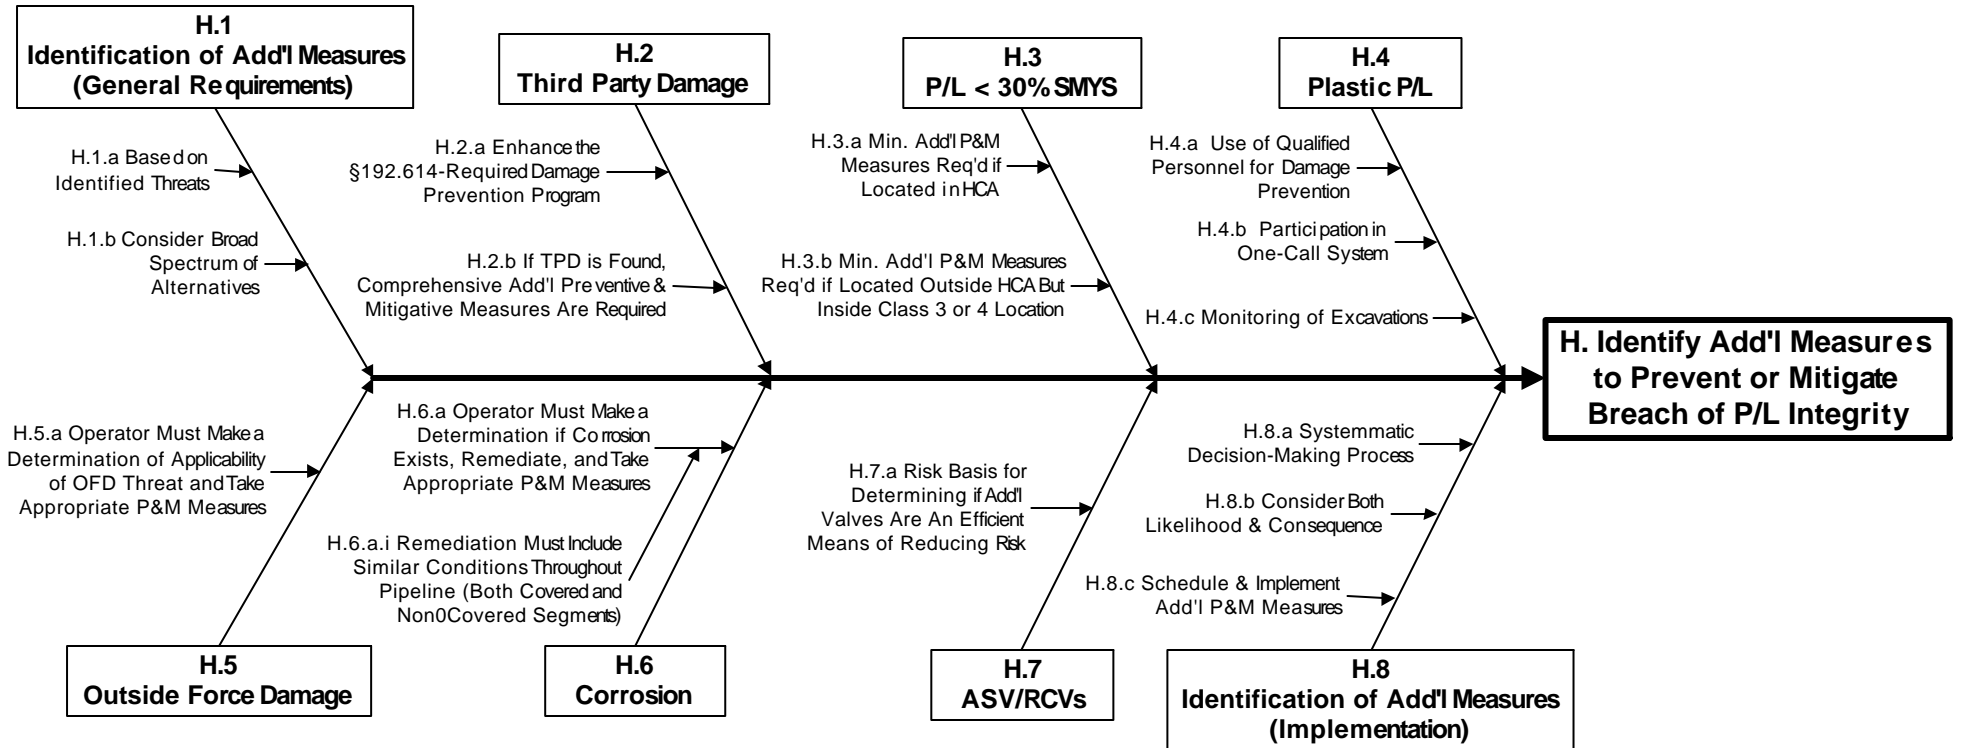 H.1
Identification of Add'l Measures
(General Requirements)
H.2
Third Party Damage
H.3
P/L < 30% SMYS
H.4
Plastic P/L
H.1.a Based on
Identified Threats
H.1.b Consider Broad
Spectrum of
Alternatives
H.2.a Enhance the
§192.614-Required Damage
Prevention Program
H.2.b If TPD is Found,
Comprehensive Add'l Preventive &
Mitigative Measures Are Required
H.3.a Min. Add'l P&M
Measures Req'd if
Located in HCA
H.3.b Min. Add'l P&M Measures
Req'd if Located Outside HCA But
Inside Class 3 or 4 Location
H.4.a Use of Qualified
Personnel for Damage
Prevention
H.4.b Participation in
One-Call System
H.4.c Monitoring of Excavations
H. Identify Add'l Measures
to Prevent or Mitigate
Breach of P/L Integrity
H.5.a Operator Must Make a
Determination of Applicability
of OFD Threat and Take
Appropriate P&M Measures
H.6.a Operator Must Make a
Determination if Corrosion
Exists, Remediate, and Take
Appropriate P&M Measures
H.6.a.i Remediation Must Include
Similar Conditions Throughout
Pipeline (Both Covered and
Non0Covered Segments)
H.7.a Risk Basis for
Determining if Add'l
Valves Are An Efficient
Means of Reducing Risk
H.8.a Systemmatic
Decision-Making Process
H.8.b Consider Both
Likelihood & Consequence
H.8.c Schedule & Implement
Add'l P&M Measures
H.5
Outside Force Damage
H.6
Corrosion
H.7
ASV/RCVs
H.8
Identification of Add'l Measures
(Implementation)